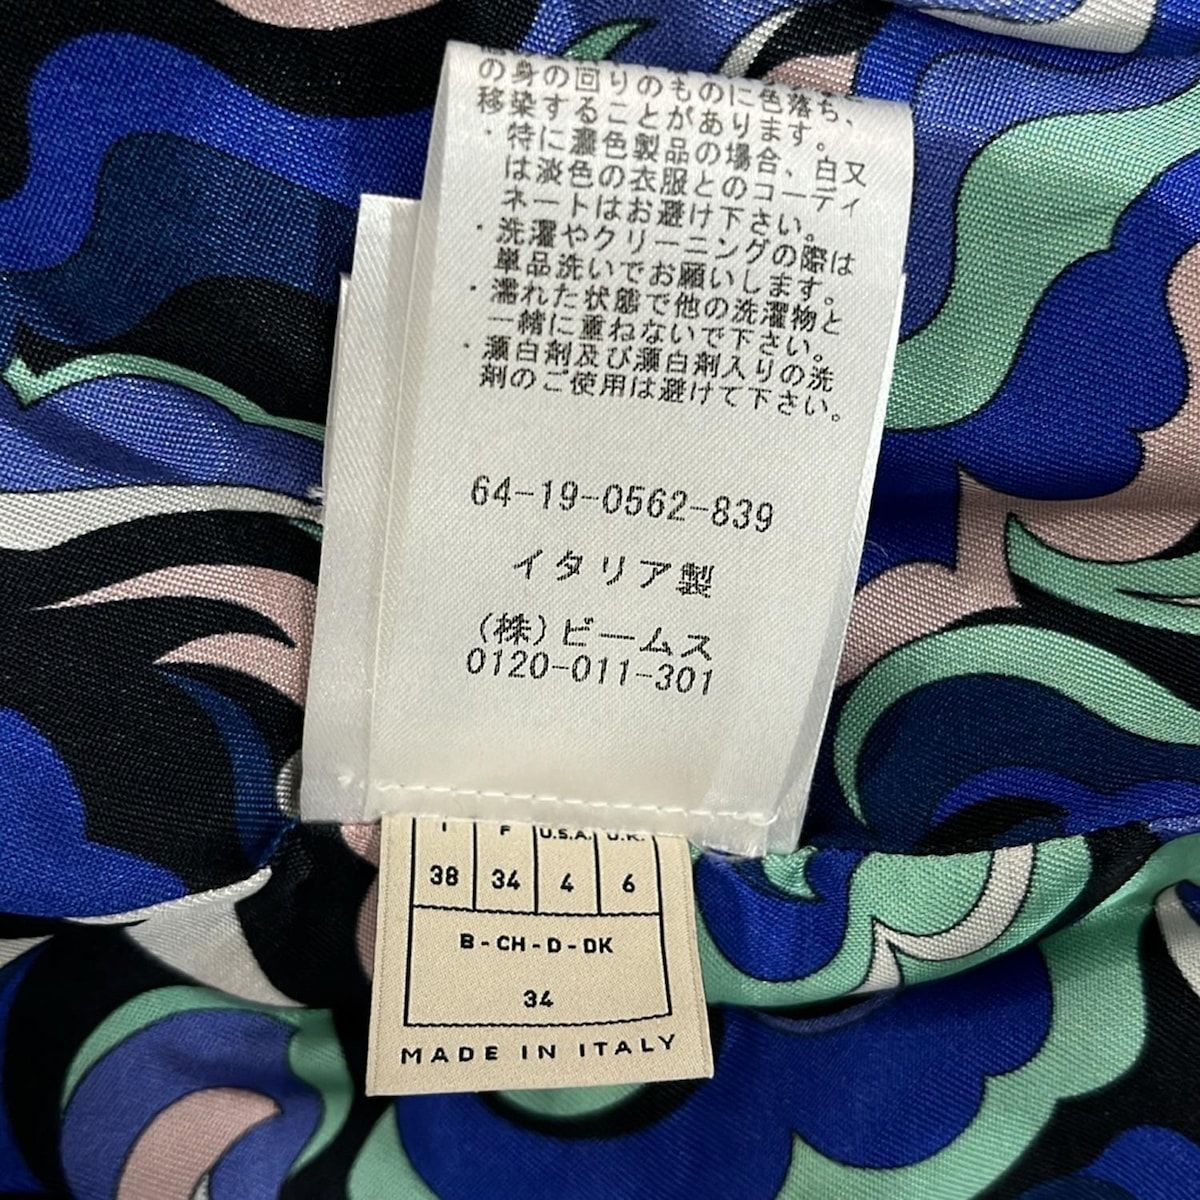 の身の回りのものに色落ち、
移染することがあります。
・特に濃色製品の場合、白又
は淡色の衣服とのコーディ
ネートはお避け下さい。
・洗濯やクリーニングの際は
単品洗いでお願いします。
・濡れた状態で他の洗濯物と
一緒に重ねないで下さい。
・漂白剤及び漂白剤入りの洗
剤のご使用は避けて下さい。
64-19-0562-839
イタリア製
(株)ビームス
0120-011-301
I F U.S.A. U.K.
38 34 4 6
B - CH - D - DK
34
MADE IN ITALY